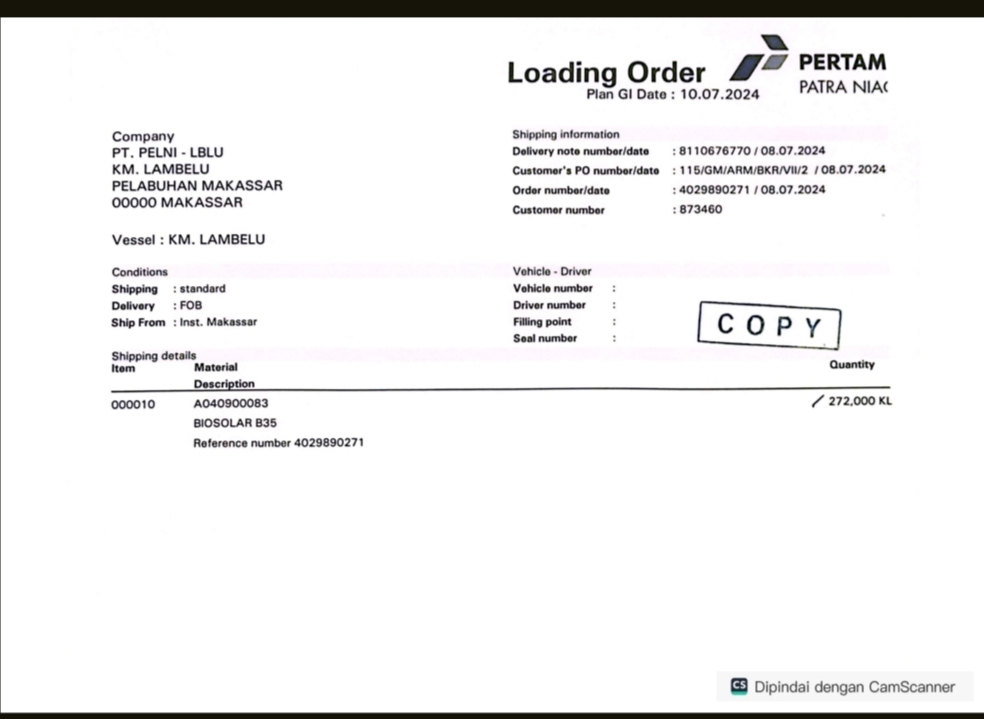 Loading Order
Plan GI Date : 10.07.2024
PERTAM
PATRA NIA
Company
PT. PELNI - LBLU
KM. LAMBELU
PELABUHAN MAKASSAR
00000 MAKASSAR
Vessel : KM. LAMBELU
Shipping information
Delivery note number/date : 8110676770 / 08.07.2024
Customer's PO number/date : 115/GM/ARM/BKR/VII/2 / 08.07.2024
Order number/date : 4029890271 / 08.07.2024
Customer number : 873460
Conditions
Shipping : standard
Delivery : FOB
Ship From : Inst. Makassar
Vehicle - Driver
Vehicle number :
Driver number :
Filling point :
Seal number :
COPY
Shipping details
Item Material Quantity
Description
000010 A040900083 272,000 KL
BIOSOLAR B35
Reference number 4029890271
CS Dipindai dengan CamScanner